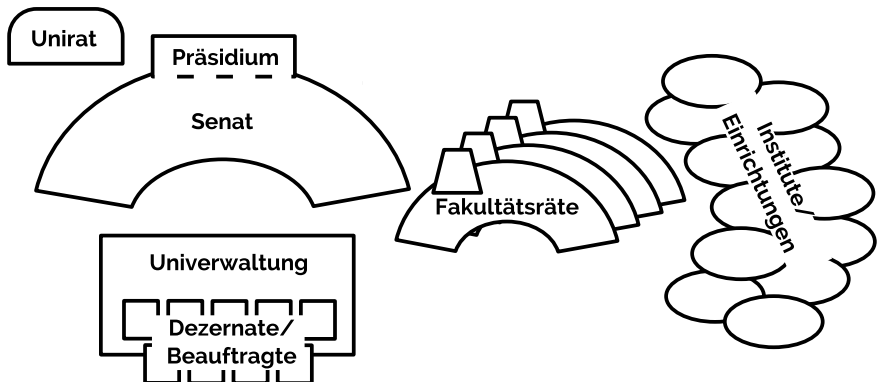 Unirat
Präsidium
Senat
Fakultätsräte
Institute/
Einrichtungen
Univerwaltung
Dezernate/
Beauftragte